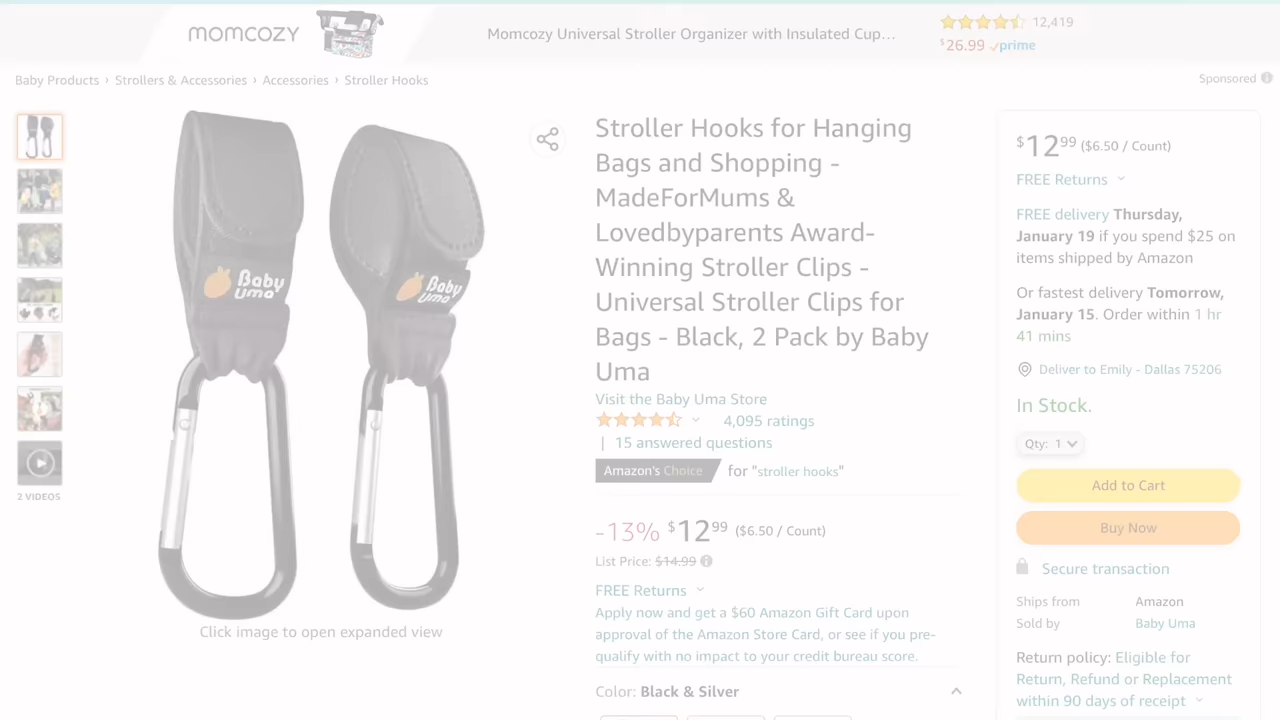 momcozy
Momcozy Universal Stroller Organizer with Insulated Cup…
12,419
$26.99 prime
Baby Products › Strollers & Accessories › Accessories › Stroller Hooks
Sponsored
Stroller Hooks for Hanging
Bags and Shopping -
MadeForMums &
Lovedbyparents Award-
Winning Stroller Clips -
Universal Stroller Clips for
Bags - Black, 2 Pack by Baby
Uma
Visit the Baby Uma Store
4,095 ratings
| 15 answered questions
Amazon's Choice for "stroller hooks"
-13% $12 99 ($6.50 / Count)
List Price: $14.99
FREE Returns
Apply now and get a $60 Amazon Gift Card upon
approval of the Amazon Store Card, or see if you pre-
qualify with no impact to your credit bureau score.
Color: Black & Silver
Baby
Uma
Baby
Uma
2 VIDEOS
Click image to open expanded view
$12 99 ($6.50 / Count)
FREE Returns
FREE delivery Thursday,
January 19 if you spend $25 on
items shipped by Amazon
Or fastest delivery Tomorrow,
January 15. Order within 1 hr
41 mins
Deliver to Emily - Dallas 75206
In Stock.
Qty: 1
Add to Cart
Buy Now
Secure transaction
Ships from Amazon
Sold by Baby Uma
Return policy: Eligible for
Return, Refund or Replacement
within 90 days of receipt